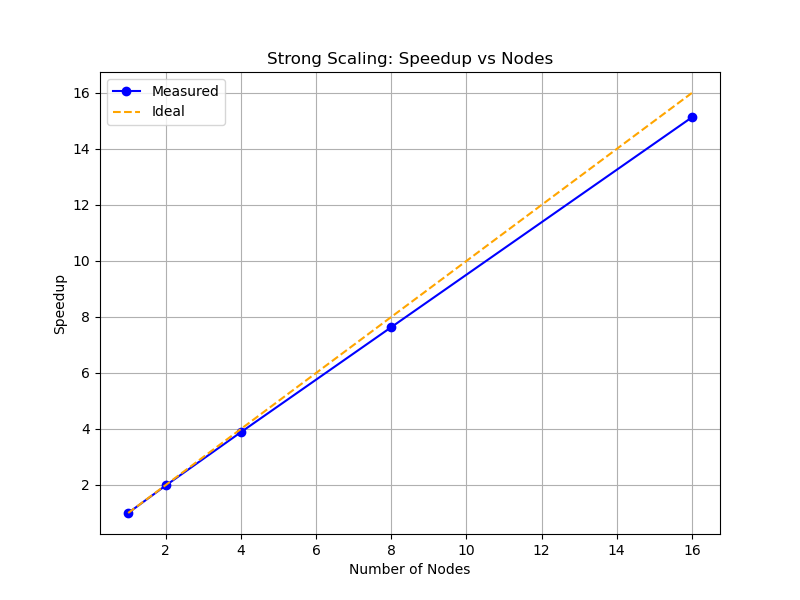 Strong Scaling: Speedup vs Nodes
Measured
Ideal
16
14
12
10
8
6
4
2
Speedup
2 4 6 8 10 12 14 16
Number of Nodes